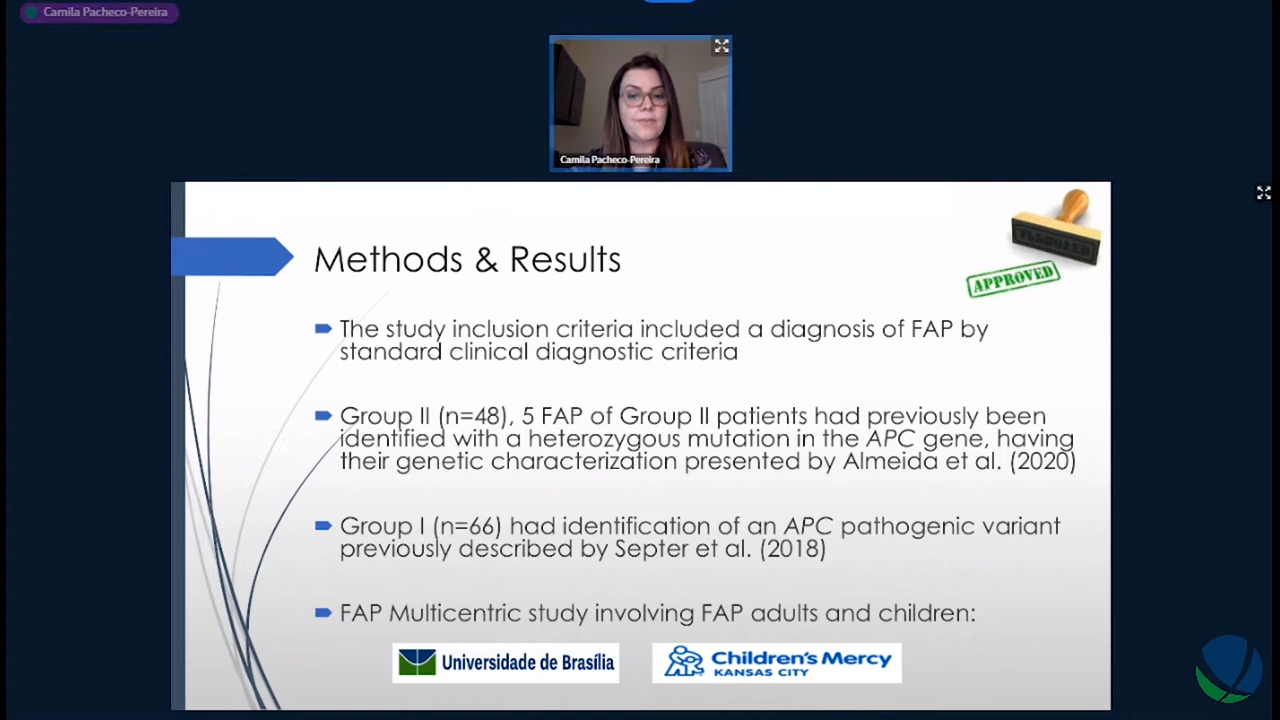 Camila Pacheco-Pereira
Camila Pacheco-Pereira
Methods & Results
APPROVED
The study inclusion criteria included a diagnosis of FAP by
standard clinical diagnostic criteria
Group II (n=48), 5 FAP of Group II patients had previously been
identified with a heterozygous mutation in the APC gene, having
their genetic characterization presented by Almeida et al. (2020)
Group I (n=66) had identification of an APC pathogenic variant
previously described by Septer et al. (2018)
FAP Multicentric study involving FAP adults and children:
Universidade de Brasília
Children's Mercy
KANSAS CITY